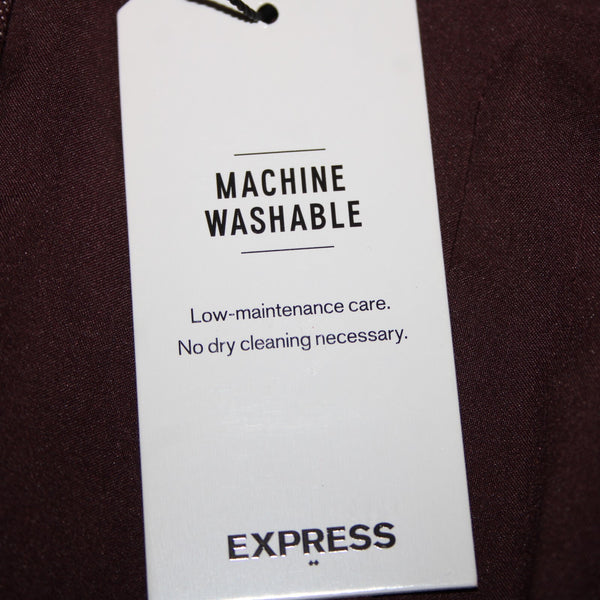 MACHINE
WASHABLE
Low-maintenance care.
No dry cleaning necessary.
EXPRESS